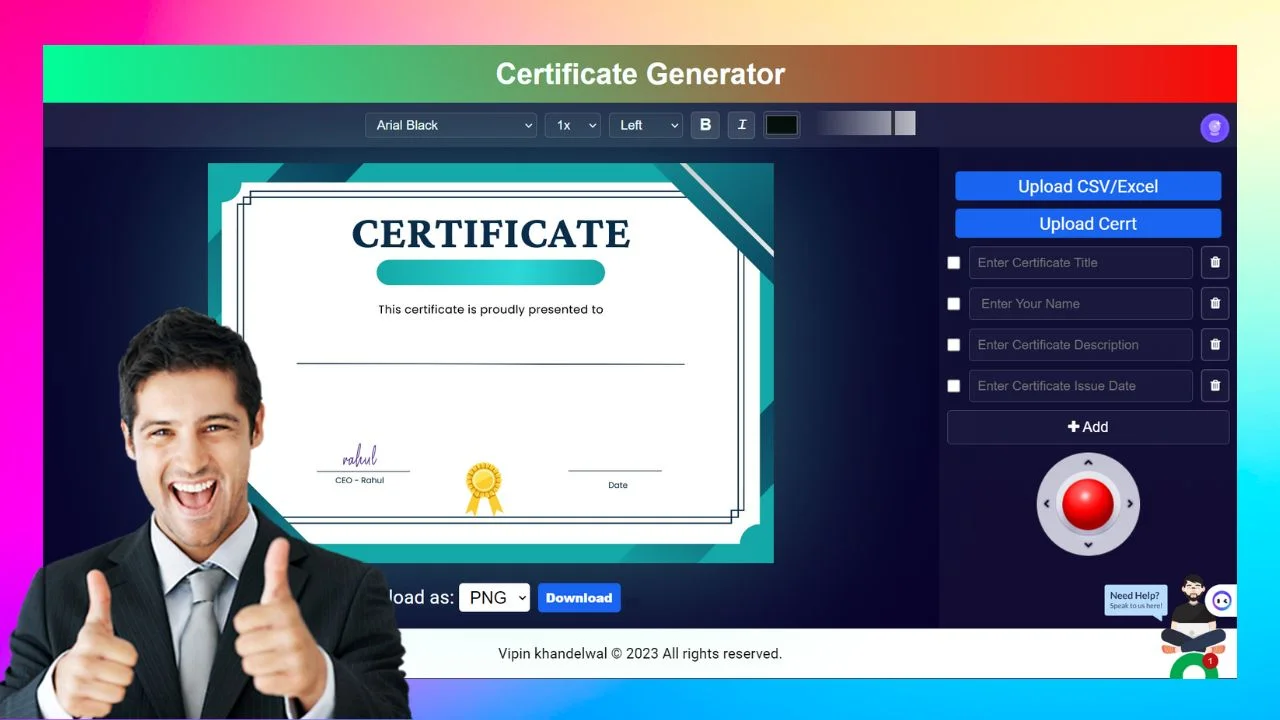 Certificate Generator
Arial Black
1x
Left
B
I
Upload CSV/Excel
Upload Cerrt
CERTIFICATE
Enter Certificate Title
Enter Your Name
This certificate is proudly presented to
Enter Certificate Description
Enter Certificate Issue Date
Add
rahul
CEO - Rahul
Date
load as:
PNG
Download
Need Help?
Speak to us here!
Vipin khandelwal © 2023 All rights reserved.
1